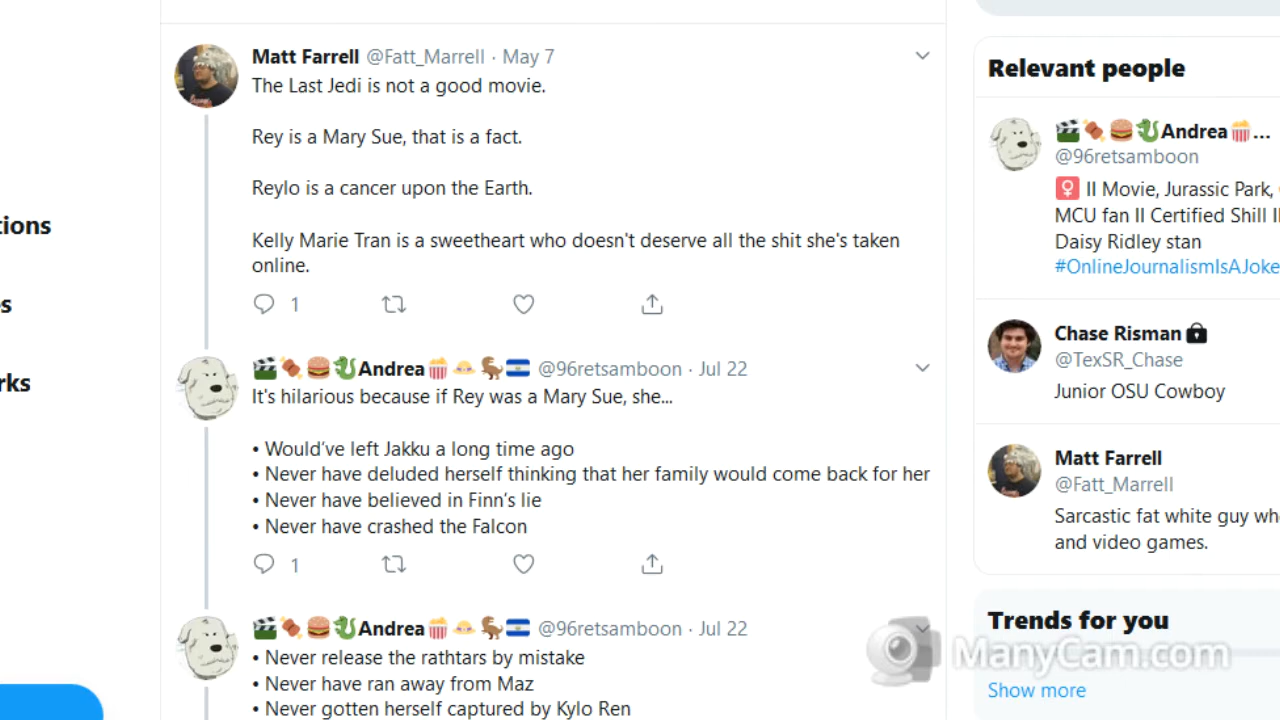 Matt Farrell @Fatt_Marrell · May 7
The Last Jedi is not a good movie.
Rey is a Mary Sue, that is a fact.
Reylo is a cancer upon the Earth.
Kelly Marie Tran is a sweetheart who doesn't deserve all the shit she's taken
online.
1
🎬🍖🍔🐉Andrea🍿👒🦖🇸🇻 @96retsamboon · Jul 22
It's hilarious because if Rey was a Mary Sue, she...
• Would've left Jakku a long time ago
• Never have deluded herself thinking that her family would come back for her
• Never have believed in Finn's lie
• Never have crashed the Falcon
1
🎬🍖🍔🐉Andrea🍿👒🦖🇸🇻 @96retsamboon · Jul 22
• Never release the rathtars by mistake
• Never have ran away from Maz
• Never gotten herself captured by Kylo Ren
tions
s
rks
Relevant people
🎬🍖🍔🐉Andrea🍿...
@96retsamboon
🚺 II Movie, Jurassic Park,
MCU fan II Certified Shill II
Daisy Ridley stan
#OnlineJournalismIsAJoke
Chase Risman🔒
@TexSR_Chase
Junior OSU Cowboy
Matt Farrell
@Fatt_Marrell
Sarcastic fat white guy wh
and video games.
Trends for you
ManyCam.com
Show more